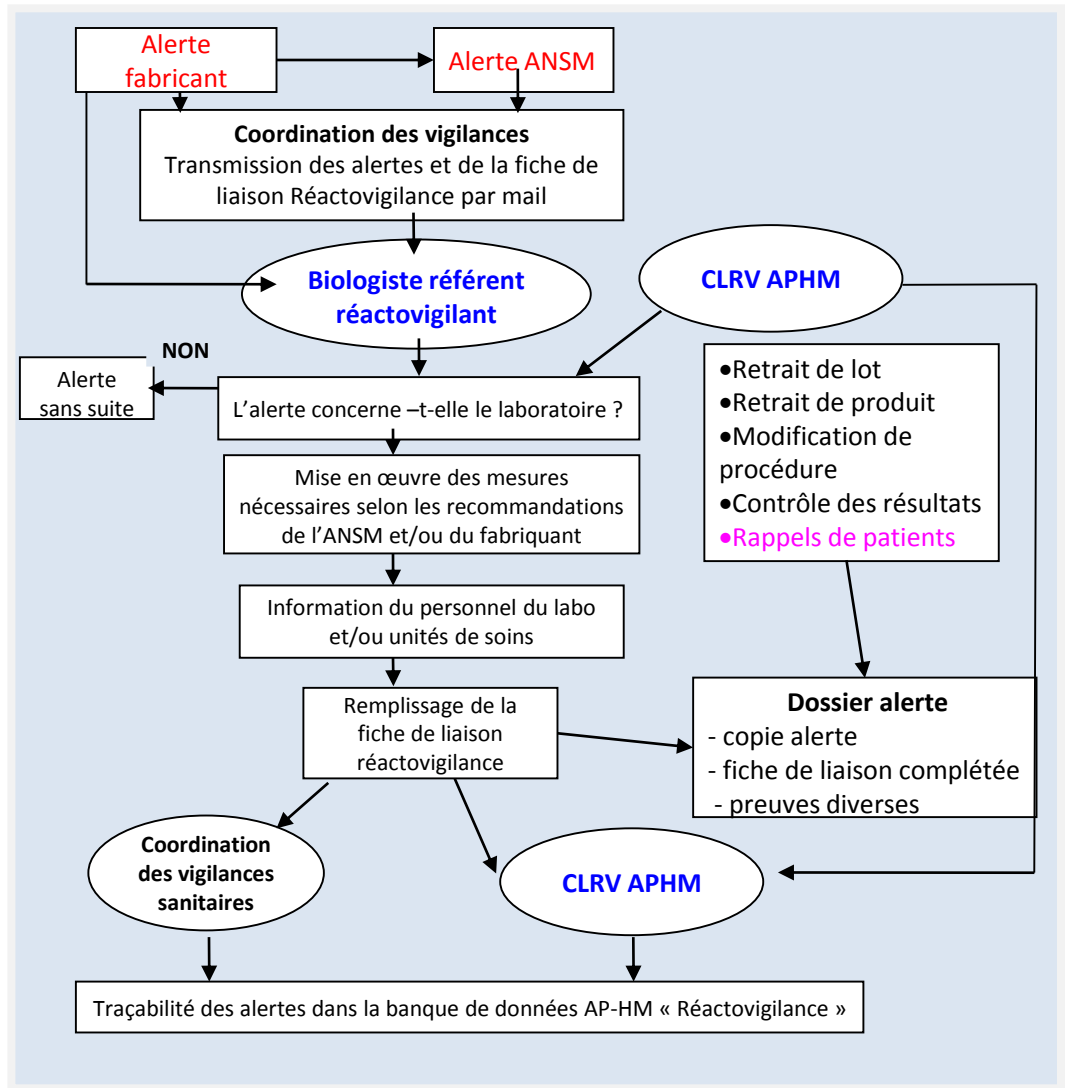 Alerte
fabricant
Alerte ANSM
Coordination des vigilances
Transmission des alertes et de la fiche de
liaison Réactovigilance par mail
Biologiste référent
réactovigilant
CLRV APHM
NON
Alerte
sans suite
L’alerte concerne –t-elle le laboratoire ?
•Retrait de lot
•Retrait de produit
•Modification de
procédure
•Contrôle des résultats
•Rappels de patients
Mise en œuvre des mesures
nécessaires selon les recommandations
de l’ANSM et/ou du fabriquant
Information du personnel du labo
et/ou unités de soins
Remplissage de la
fiche de liaison
réactovigilance
Dossier alerte
- copie alerte
- fiche de liaison complétée
- preuves diverses
Coordination
des vigilances
sanitaires
CLRV APHM
Traçabilité des alertes dans la banque de données AP-HM « Réactovigilance »